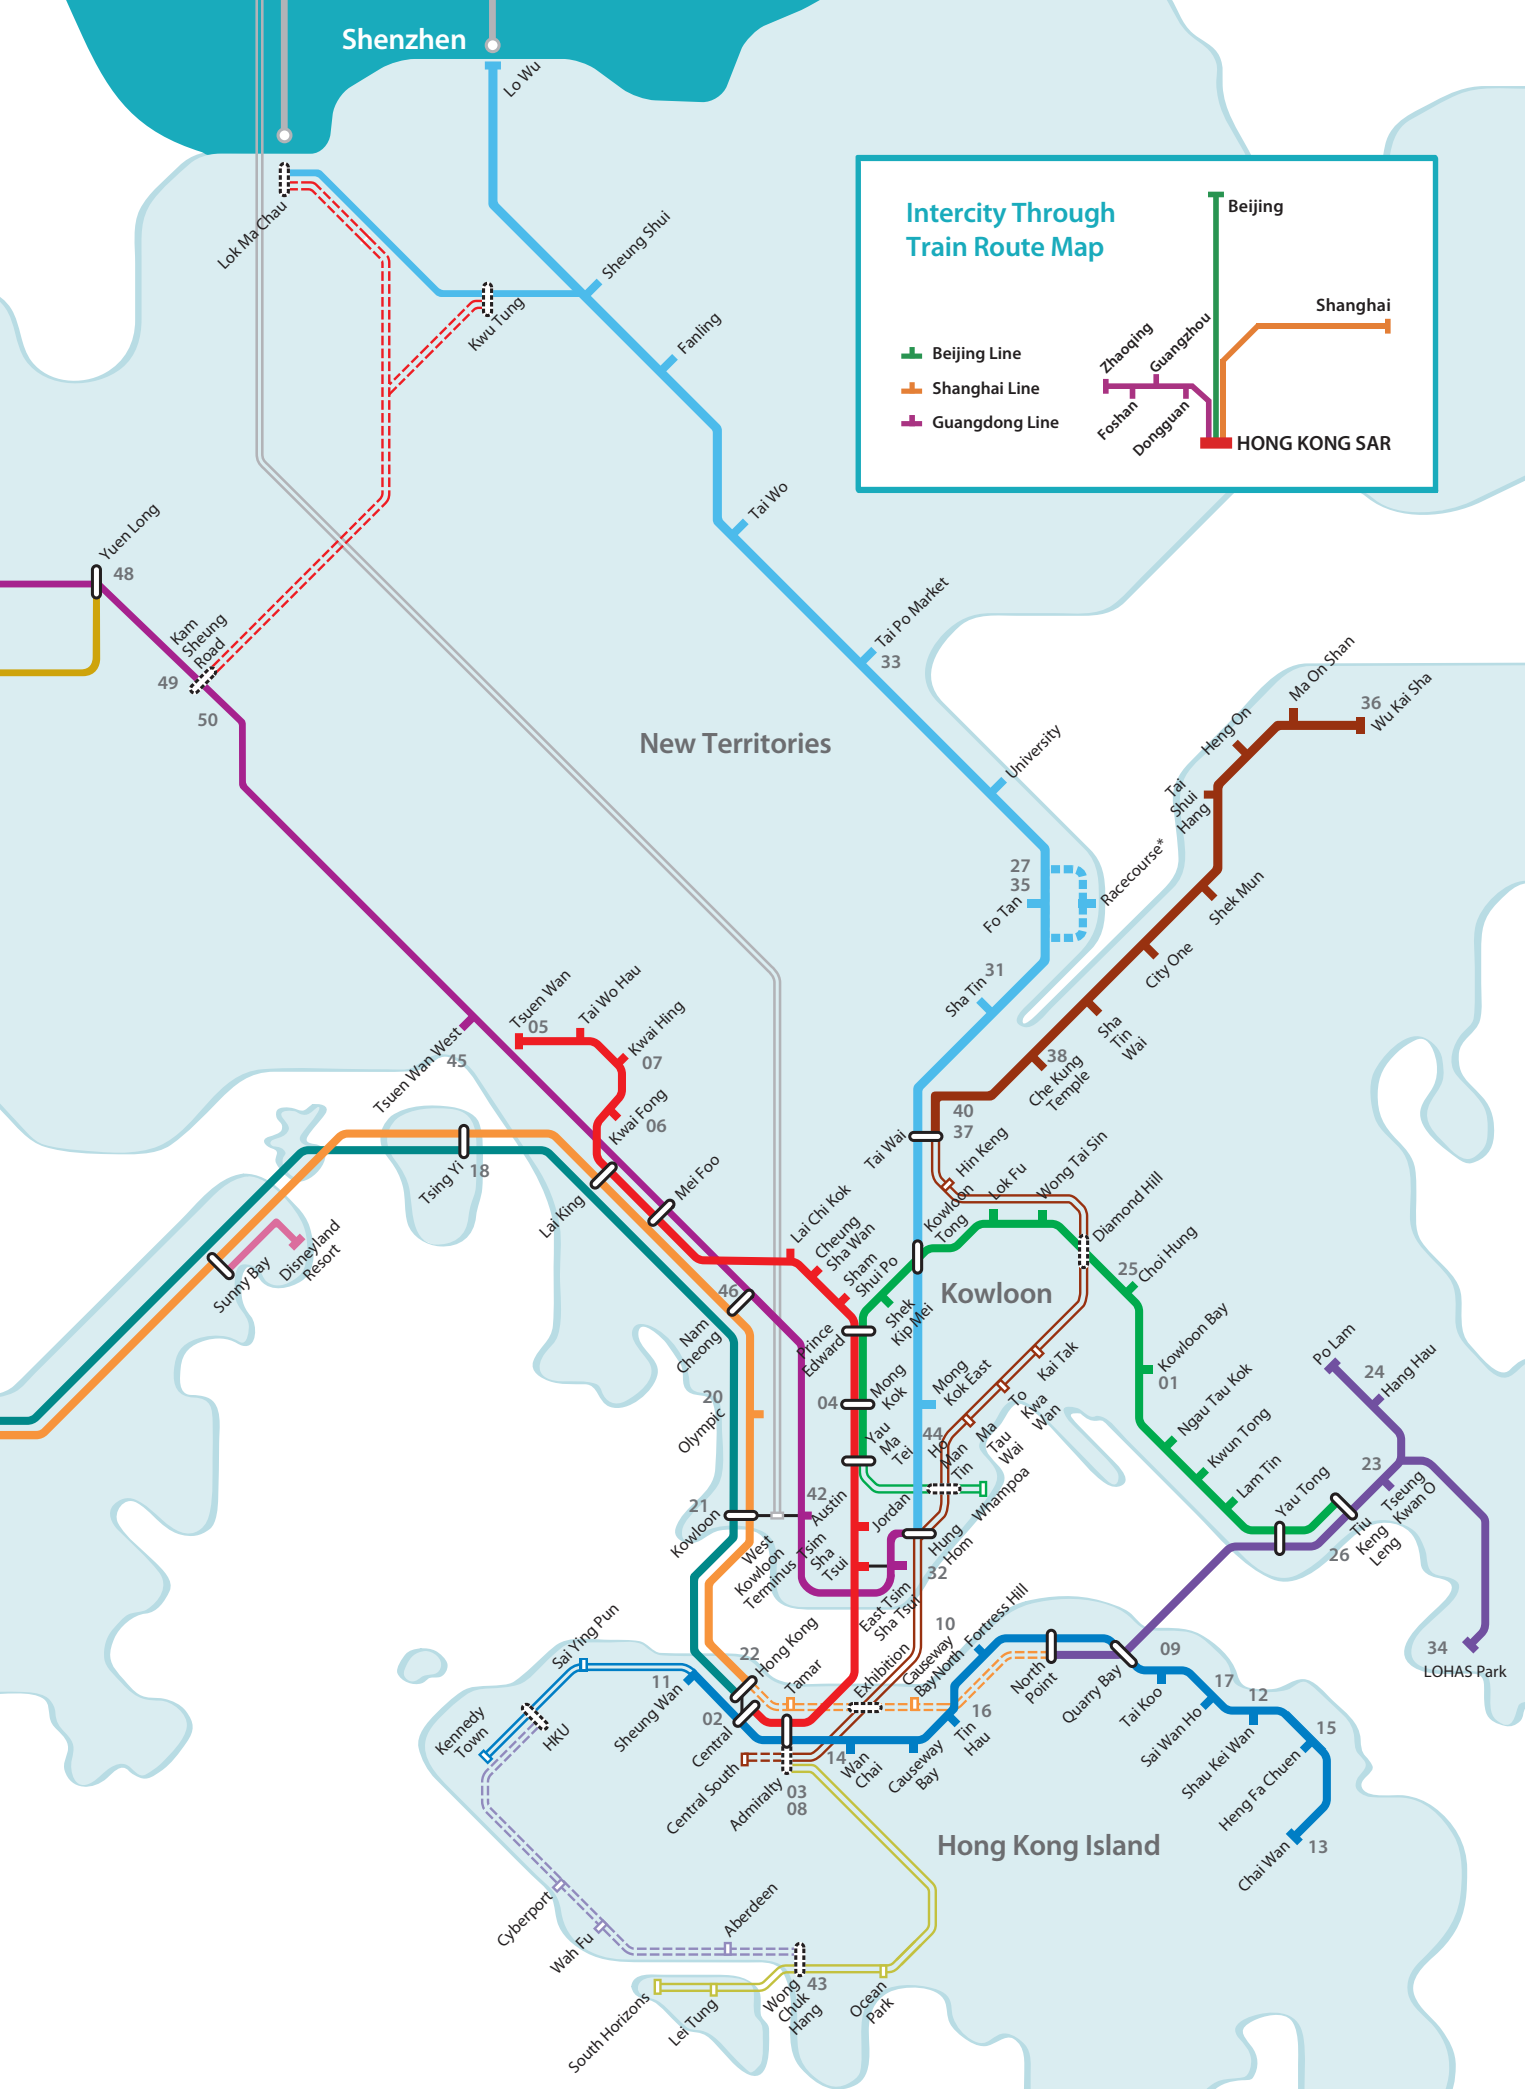 Shenzhen
Lo Wu
Lok Ma Chau
Sheung Shui
Kwu Tung
Fanling
Intercity Through
Train Route Map
Beijing
Shanghai
Zhaoqing
Guangzhou
Foshan
Dongguan
HONG KONG SAR
Beijing Line
Shanghai Line
Guangdong Line
Tai Wo
Yuen Long
48
Kam
Sheung
Road
49
50
Tai Po Market
33
New Territories
University
Ma On Shan
36
Wu Kai Sha
Heng On
Tai
Shui
Hang
27
35
Fo Tan
Racecourse*
Shek Mun
City One
Sha Tin
31
Sha
Tin
Wai
38
Che Kung
Temple
Tsuen Wan
05
Tai Wo Hau
Kwai Hing
07
Kwai Fong
06
Tsuen Wan West
45
40
37
Tai Wai
Hin Keng
Tsing Yi
18
Lai King
Mei Foo
Lai Chi Kok
Cheung
Sha Wan
Sham
Shui Po
Kowloon
Tong
Lok Fu
Wong Tai Sin
Diamond Hill
25
Choi Hung
Sunny Bay
Disneyland
Resort
46
Nam
Cheong
Prince
Edward
Shek
Kip Mei
Kowloon
Kowloon Bay
01
Kai Tak
To
Kwa
Wan
Ma
Tau
Wai
20
Olympic
04
Mong
Kok
Mong
Kok East
Yau
Ma
Tei
44
Ho
Man
Tin
Whampoa
Ngau Tau Kok
Kwun Tong
Lam Tin
Yau Tong
Po Lam
24
Hang Hau
23
Tseung
Kwan O
Tiu
Keng
Leng
26
21
Kowloon
West
Kowloon
Terminus
42
Austin
Jordan
Tsim
Sha
Tsui
East Tsim
Sha Tsui
Hung
Hom
32
34
LOHAS Park
Sai Ying Pun
11
Sheung Wan
22
Hong Kong
Tamar
Exhibition
Causeway
Bay North
10
Fortress Hill
North
Point
Quarry Bay
09
Tai Koo
17
Sai Wan Ho
12
Shau Kei Wan
15
Heng Fa Chuen
Chai Wan
13
Kennedy
Town
HKU
02
Central
Central South
Admiralty
03
08
14
Wan
Chai
Causeway
Bay
16
Tin
Hau
Hong Kong Island
Cyberport
Wah Fu
Aberdeen
43
Wong
Chuk
Hang
Ocean
Park
South Horizons
Lei Tung